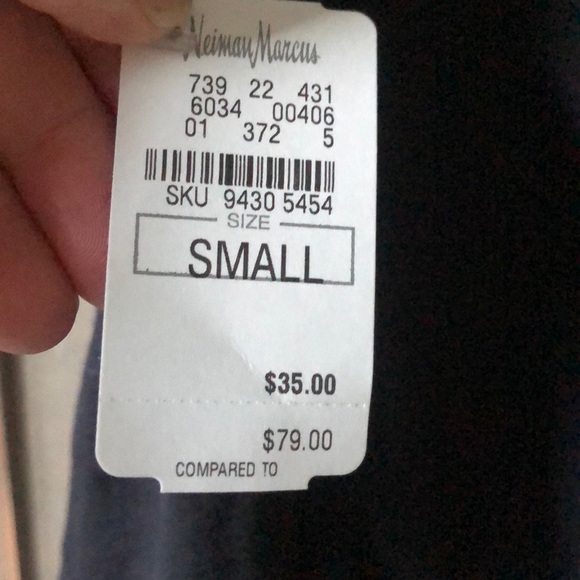 Neiman Marcus
739 22 431
6034 00406
01 372 5
SKU 9430 5454
SIZE
SMALL
$35.00
$79.00
COMPARED TO